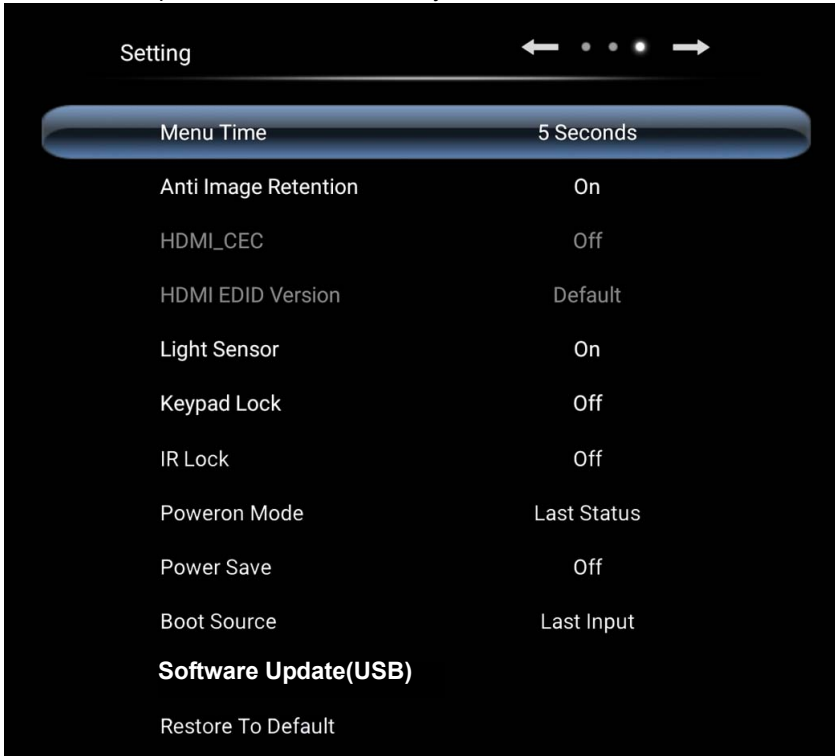 Setting
Menu Time 5 Seconds
Anti Image Retention On
HDMI_CEC Off
HDMI EDID Version Default
Light Sensor On
Keypad Lock Off
IR Lock Off
Poweron Mode Last Status
Power Save Off
Boot Source Last Input
Software Update(USB)
Restore To Default